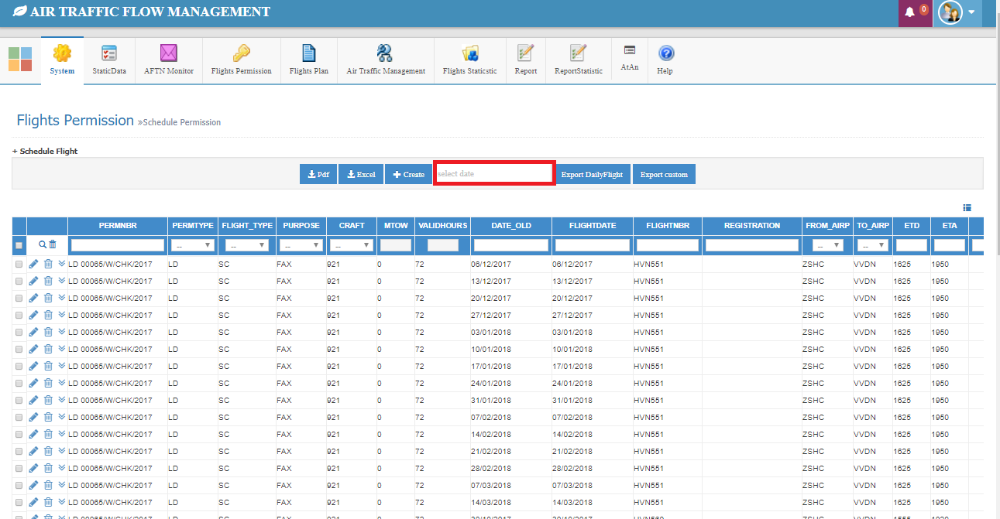 AIR TRAFFIC FLOW MANAGEMENT 0
System StaticData AFTN Monitor Flights Permission Flights Plan Air Traffic Management Flights Staticstic Report ReportStatistic AtAn Help
Flights Permission »Schedule Permission
+ Schedule Flight
Pdf Excel + Create select date Export DailyFlight Export custom
PERMNBR PERMTYPE FLIGHT_TYPE PURPOSE CRAFT MTOW VALIDHOURS DATE_OLD FLIGHTDATE FLIGHTNBR REGISTRATION FROM_AIRP TO_AIRP ETD ETA
-- -- -- -- -- --
LD 00065/W/CHK/2017 LD SC FAX 921 0 72 06/12/2017 06/12/2017 HVN551 ZSHC VVDN 1625 1950
LD 00065/W/CHK/2017 LD SC FAX 921 0 72 13/12/2017 13/12/2017 HVN551 ZSHC VVDN 1625 1950
LD 00065/W/CHK/2017 LD SC FAX 921 0 72 20/12/2017 20/12/2017 HVN551 ZSHC VVDN 1625 1950
LD 00065/W/CHK/2017 LD SC FAX 921 0 72 27/12/2017 27/12/2017 HVN551 ZSHC VVDN 1625 1950
LD 00065/W/CHK/2017 LD SC FAX 921 0 72 03/01/2018 03/01/2018 HVN551 ZSHC VVDN 1625 1950
LD 00065/W/CHK/2017 LD SC FAX 921 0 72 10/01/2018 10/01/2018 HVN551 ZSHC VVDN 1625 1950
LD 00065/W/CHK/2017 LD SC FAX 921 0 72 17/01/2018 17/01/2018 HVN551 ZSHC VVDN 1625 1950
LD 00065/W/CHK/2017 LD SC FAX 921 0 72 24/01/2018 24/01/2018 HVN551 ZSHC VVDN 1625 1950
LD 00065/W/CHK/2017 LD SC FAX 921 0 72 31/01/2018 31/01/2018 HVN551 ZSHC VVDN 1625 1950
LD 00065/W/CHK/2017 LD SC FAX 921 0 72 07/02/2018 07/02/2018 HVN551 ZSHC VVDN 1625 1950
LD 00065/W/CHK/2017 LD SC FAX 921 0 72 14/02/2018 14/02/2018 HVN551 ZSHC VVDN 1625 1950
LD 00065/W/CHK/2017 LD SC FAX 921 0 72 21/02/2018 21/02/2018 HVN551 ZSHC VVDN 1625 1950
LD 00065/W/CHK/2017 LD SC FAX 921 0 72 28/02/2018 28/02/2018 HVN551 ZSHC VVDN 1625 1950
LD 00065/W/CHK/2017 LD SC FAX 921 0 72 07/03/2018 07/03/2018 HVN551 ZSHC VVDN 1625 1950
LD 00065/W/CHK/2017 LD SC FAX 921 0 72 14/03/2018 14/03/2018 HVN551 ZSHC VVDN 1625 1950